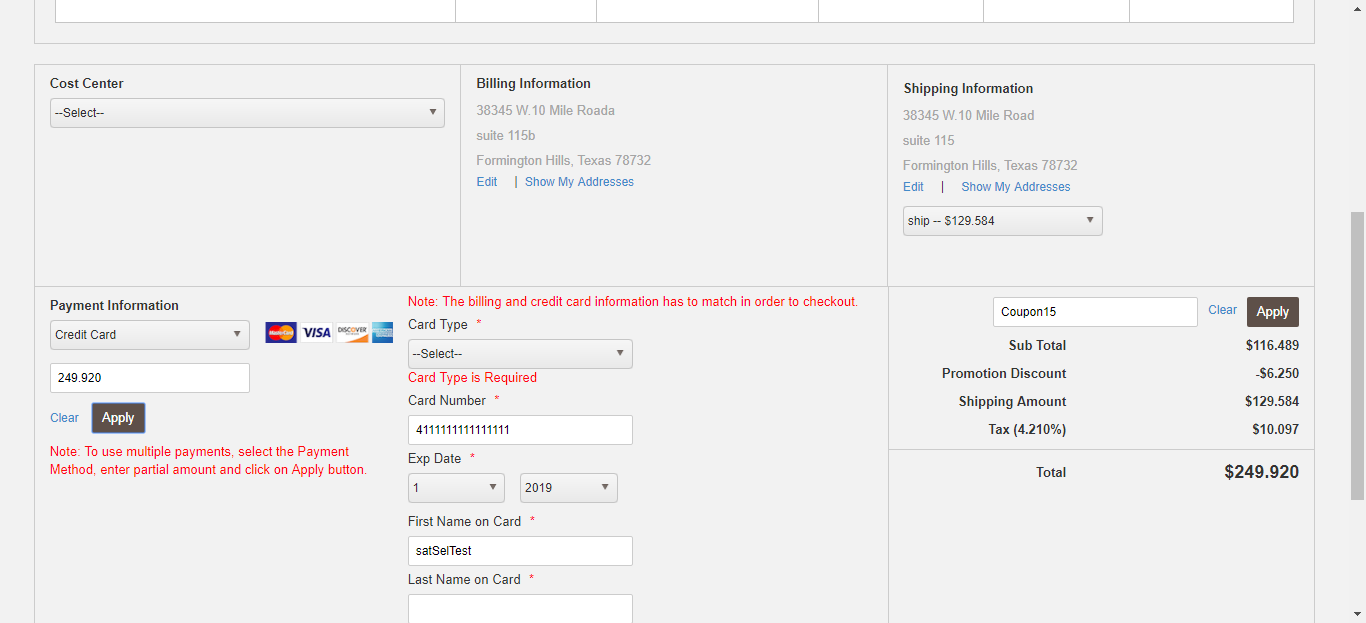 Cost Center
--Select--
Billing Information
38345 W.10 Mile Roada
suite 115b
Formington Hills, Texas 78732
Edit | Show My Addresses
Shipping Information
38345 W.10 Mile Road
suite 115
Formington Hills, Texas 78732
Edit | Show My Addresses
ship -- $129.584
Payment Information
Credit Card
MasterCard VISA DISCOVER
249.920
Clear Apply
Note: To use multiple payments, select the Payment
Method, enter partial amount and click on Apply button.
Note: The billing and credit card information has to match in order to checkout.
Card Type *
--Select--
Card Type is Required
Card Number *
4111111111111111
Exp Date *
1 2019
First Name on Card *
satSelTest
Last Name on Card *
Coupon15 Clear Apply
Sub Total $116.489
Promotion Discount -$6.250
Shipping Amount $129.584
Tax (4.210%) $10.097
Total $249.920